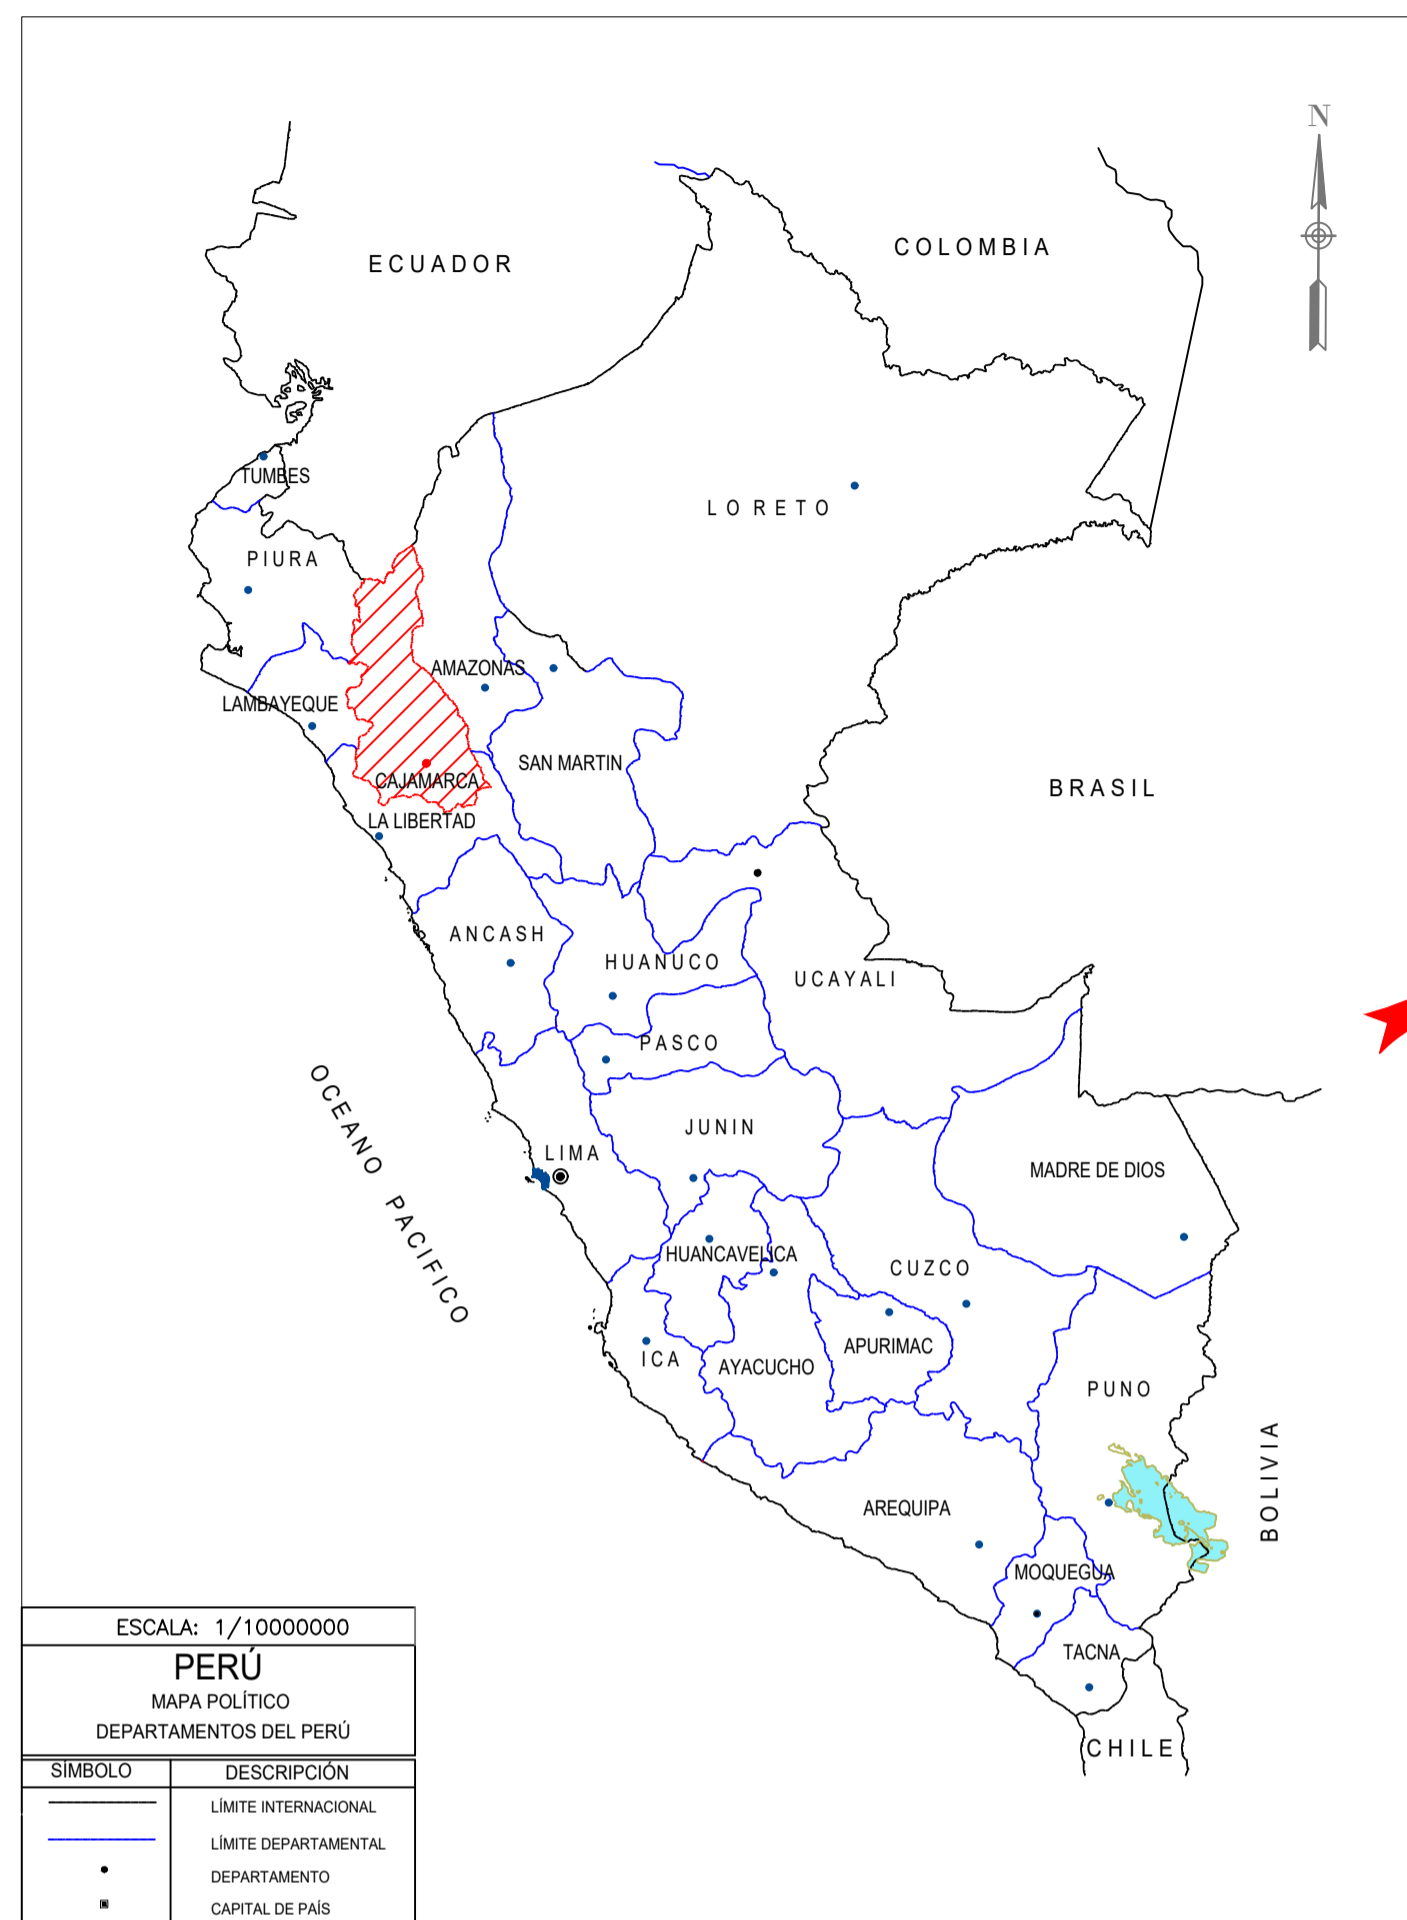 N
COLOMBIA
ECUADOR
TUMBES
LORETO
PIURA
AMAZONAS
LAMBAYEQUE
SAN MARTIN
CAJAMARCA
BRASIL
LA LIBERTAD
ANCASH
HUANUCO
UCAYALI
PASCO
OCEANO PACIFICO
JUNIN
LIMA
MADRE DE DIOS
HUANCAVELICA
CUZCO
APURIMAC
ICA
AYACUCHO
PUNO
BOLIVIA
AREQUIPA
MOQUEGUA
TACNA
CHILE
ESCALA: 1/10000000
PERÚ
MAPA POLÍTICO
DEPARTAMENTOS DEL PERÚ
SÍMBOLO DESCRIPCIÓN
LÍMITE INTERNACIONAL
LÍMITE DEPARTAMENTAL
DEPARTAMENTO
CAPITAL DE PAÍS